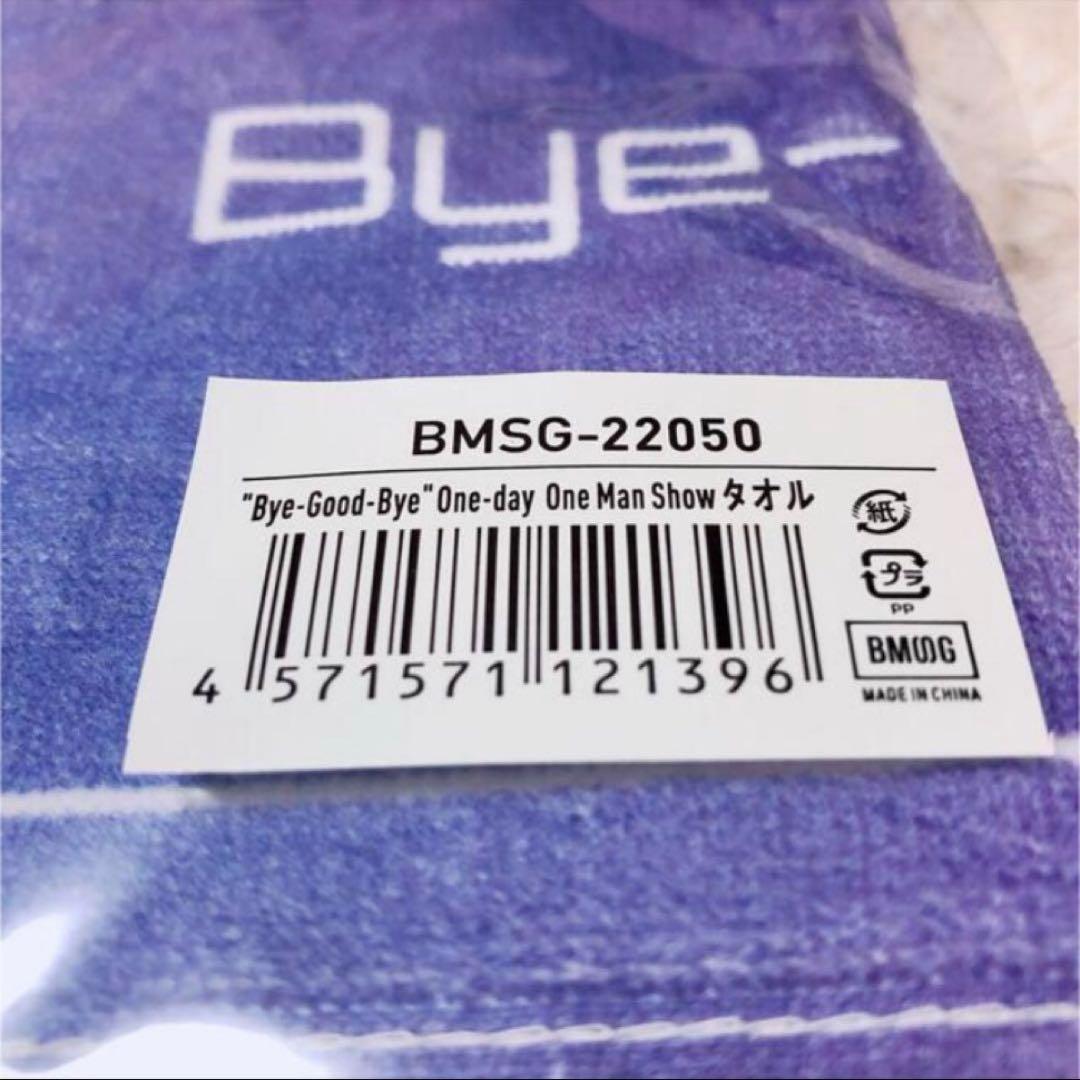 Bye-
BMSG-22050
"Bye-Good-Bye" One-day One Man Show タオル
紙
プラ
PP
BMSG
MADE IN CHINA
4 571571 121396